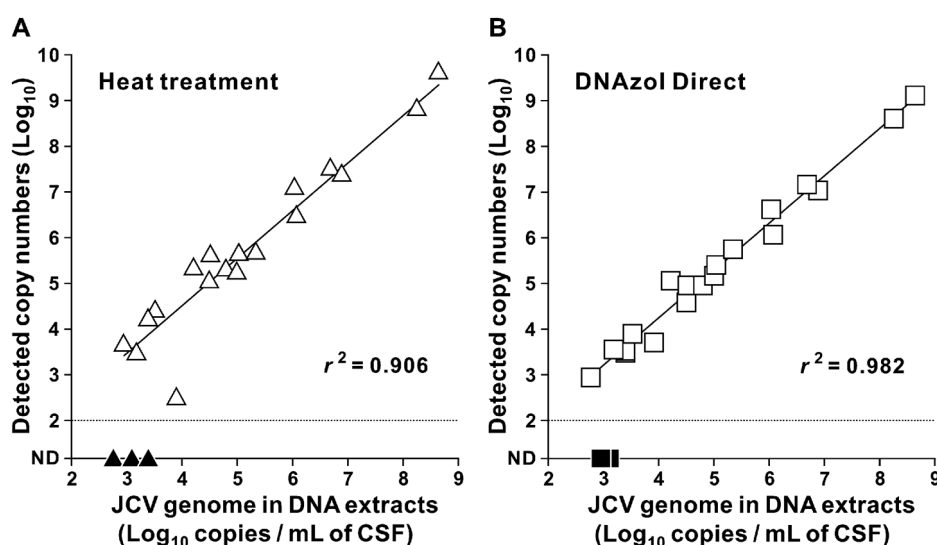 A
Heat treatment
Detected copy numbers (Log10)
10
9
8
7
6
5
4
3
2
ND
r² = 0.906
2 3 4 5 6 7 8 9
JCV genome in DNA extracts
(Log10 copies / mL of CSF)
B
DNAzol Direct
Detected copy numbers (Log10)
10
9
8
7
6
5
4
3
2
ND
r² = 0.982
2 3 4 5 6 7 8 9
JCV genome in DNA extracts
(Log10 copies / mL of CSF)